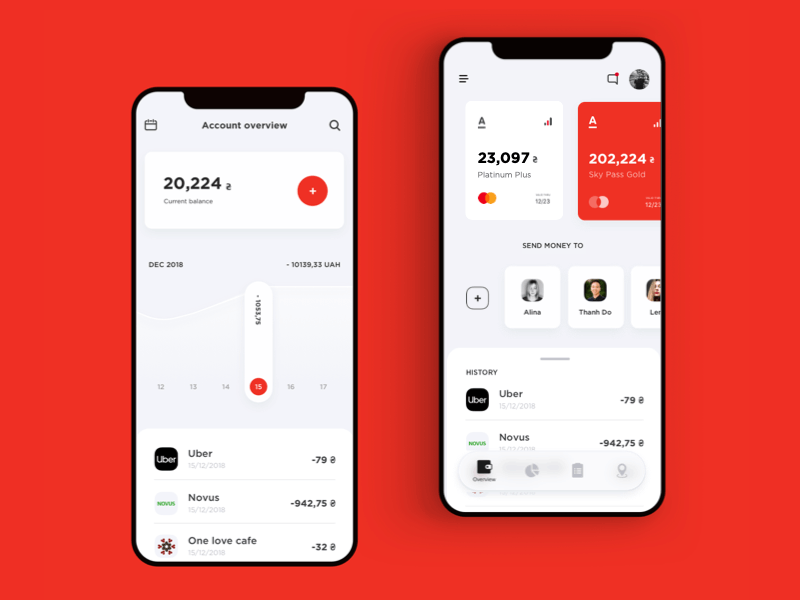 Account overview
20,224 ₴
Current balance
DEC 2018
- 10139,33 UAH
- 1053,75
12 13 14 15 16 17
Uber
Uber
15/12/2018
-79 ₴
NOVUS
Novus
15/12/2018
-942,75 ₴
One love cafe
15/12/2018
-32 ₴
A
23,097 ₴
Platinum Plus
12/23
A
202,224 ₴
Sky Pass Gold
12/23
SEND MONEY TO
+
Alina
Thanh Do
HISTORY
Uber
Uber
15/12/2018
-79 ₴
NOVUS
Novus
15/12/2018
-942,75 ₴
Overview